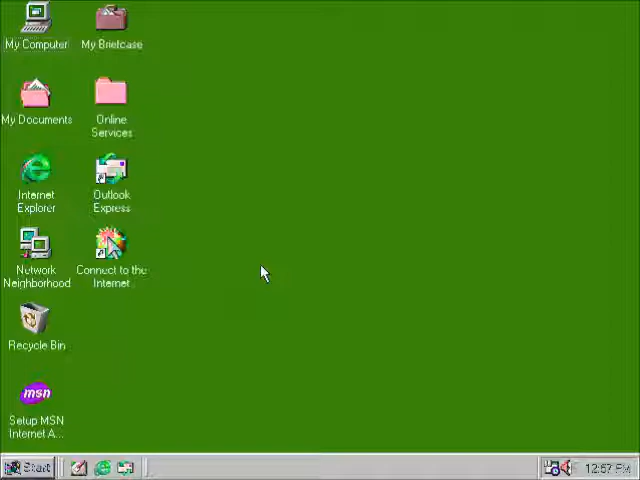 My Computer
My Briefcase
My Documents
Online
Services
Internet
Explorer
Outlook
Express
Network
Neighborhood
Connect to the
Internet
Recycle Bin
msn
Setup MSN
Internet A...
Start
12:57 PM